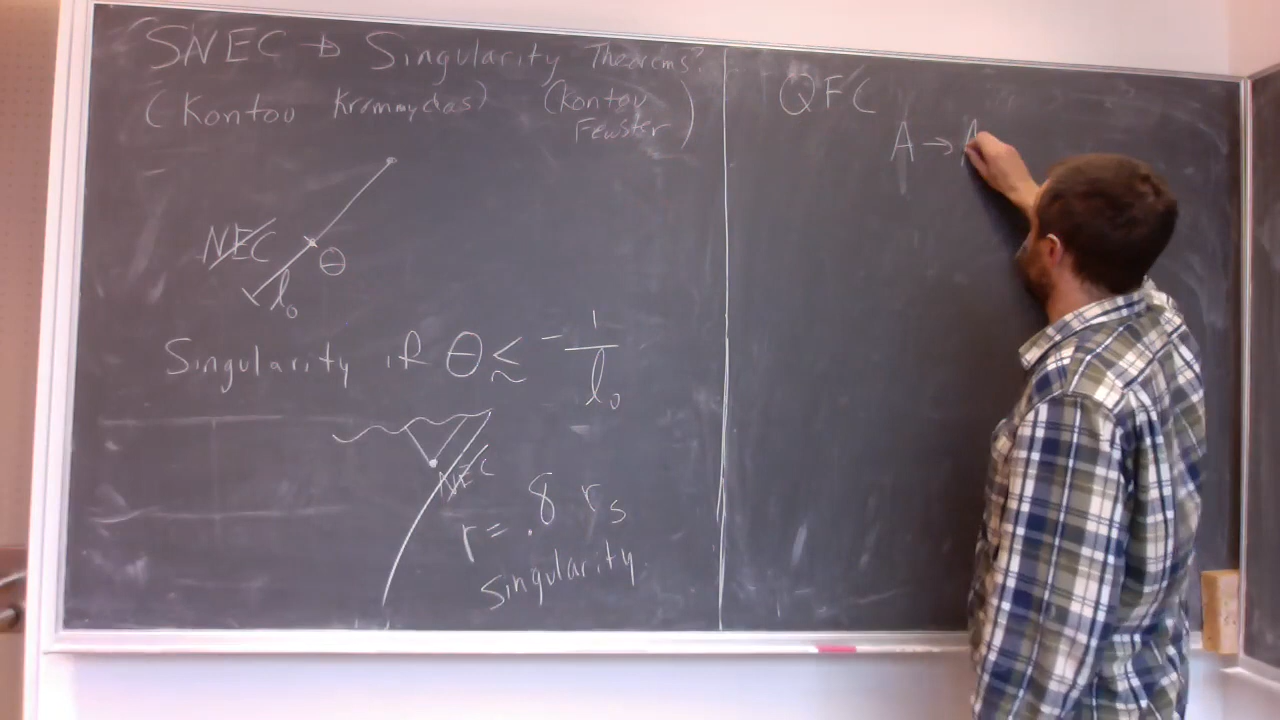 SNEC → Singularity Theorems?
(Kontou Krommydas) (Kontou Fewster)
NEC
θ
l₀
Singularity if θ ≲ - 1/l₀
NEC
r = .8 r_s
singularity
QFC
A → A